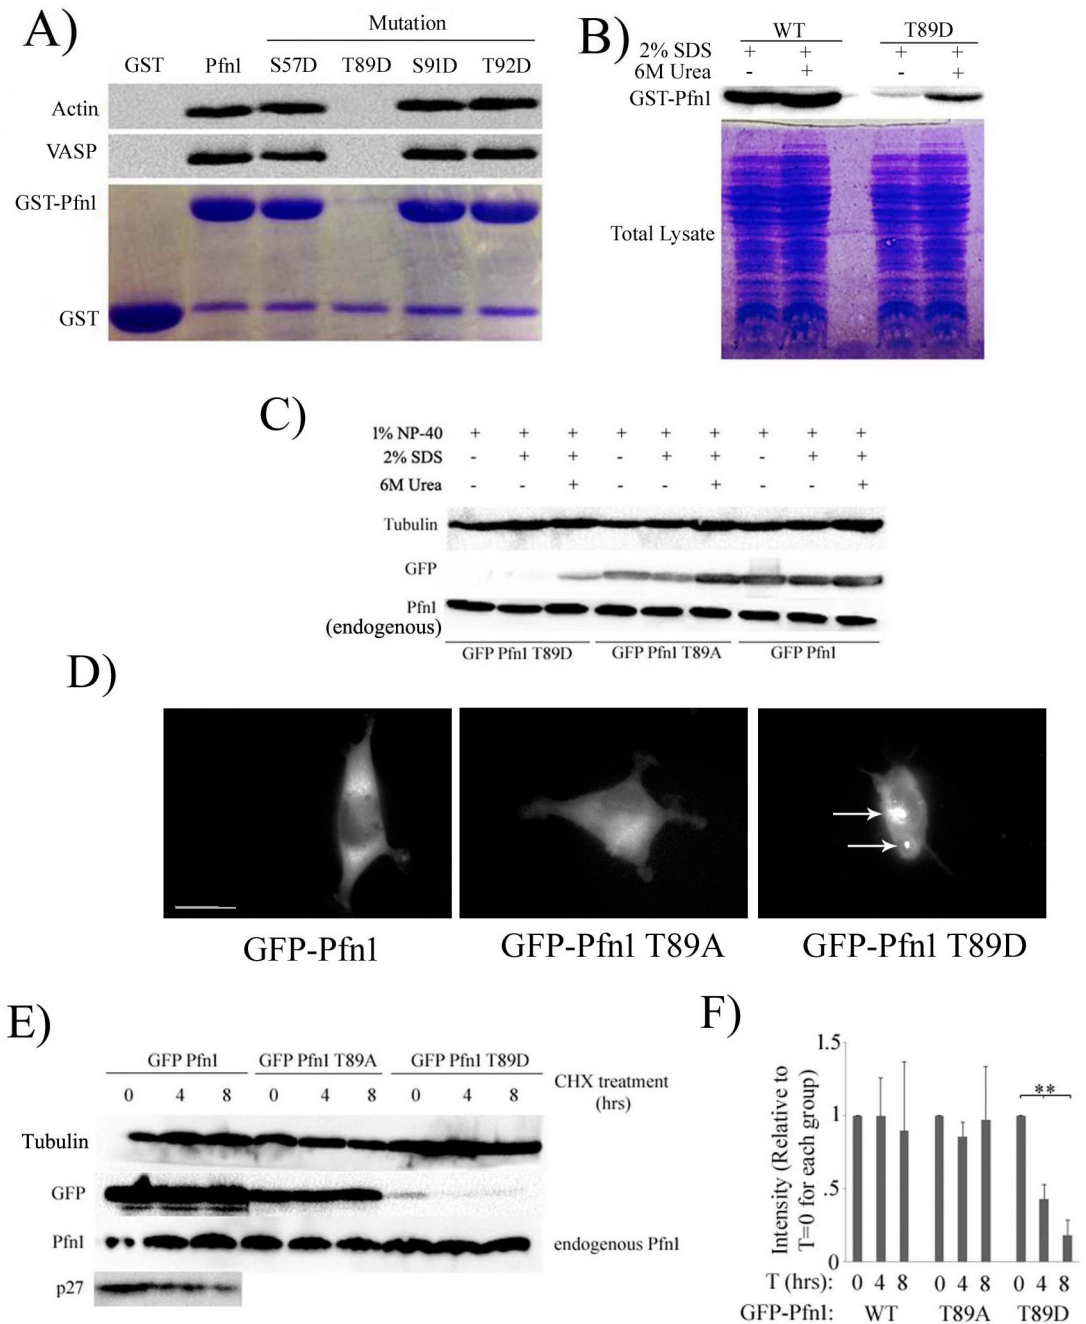 A)
Mutation
GST Pfn1 S57D T89D S91D T92D
Actin
VASP
GST-Pfn1
GST
B)
WT T89D
2% SDS + + + +
6M Urea - + - +
GST-Pfn1
Total Lysate
C)
1% NP-40 + + + + + + + + +
2% SDS - + + - + + - + +
6M Urea - - + - - + - - +
Tubulin
GFP
Pfn1
(endogenous)
GFP Pfn1 T89D GFP Pfn1 T89A GFP Pfn1
D)
GFP-Pfn1 GFP-Pfn1 T89A GFP-Pfn1 T89D
E)
GFP Pfn1 GFP Pfn1 T89A GFP Pfn1 T89D
0 4 8 0 4 8 0 4 8
CHX treatment
(hrs)
Tubulin
GFP
Pfn1
endogenous Pfn1
p27
F)
Intensity (Relative to
T=0 for each group)
1.5
1
.5
0
**
T (hrs): 0 4 8 0 4 8 0 4 8
GFP-Pfn1: WT T89A T89D